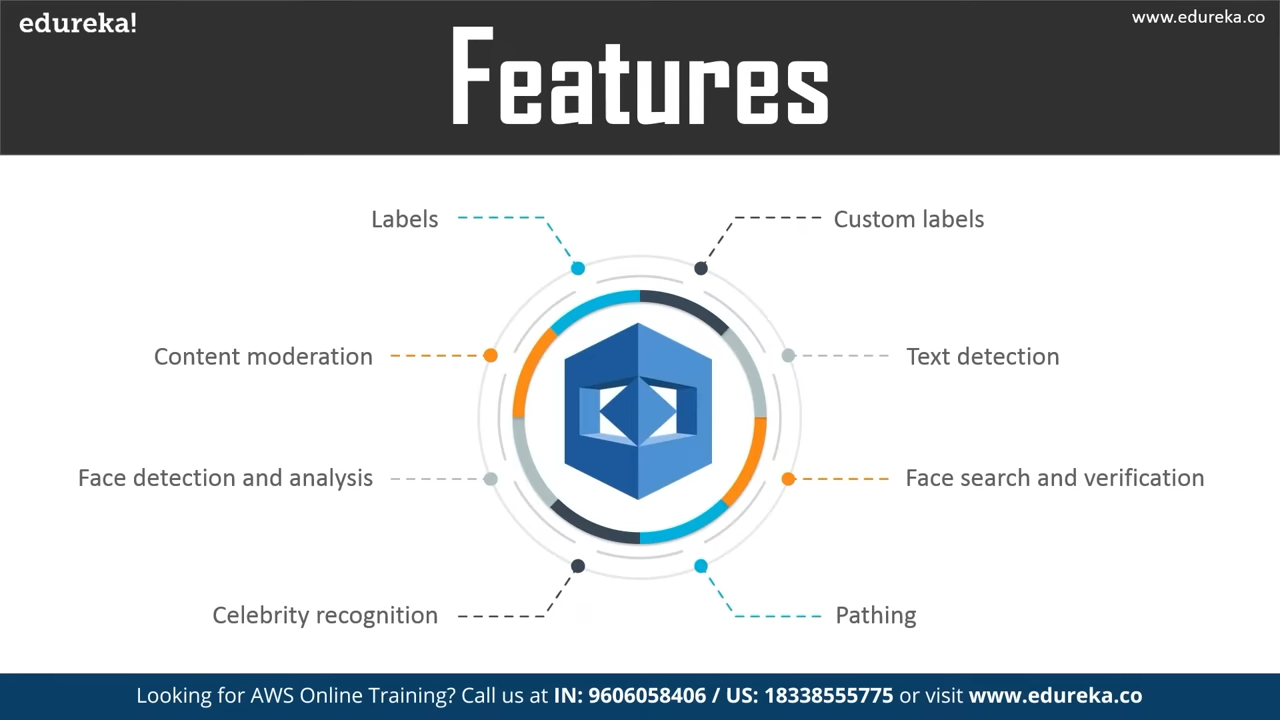 edureka!
www.edureka.co
Features
Labels
Custom labels
Content moderation
Text detection
Face detection and analysis
Face search and verification
Celebrity recognition
Pathing
Looking for AWS Online Training? Call us at IN: 9606058406 / US: 18338555775 or visit www.edureka.co